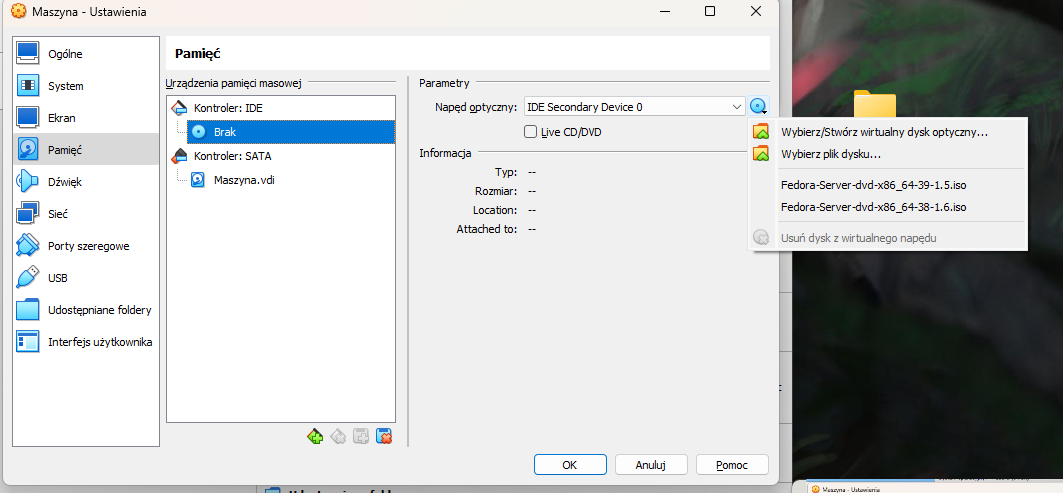 Maszyna - Ustawienia
Ogólne
System
Ekran
Pamięć
Dźwięk
Sieć
Porty szeregowe
USB
Udostępniane foldery
Interfejs użytkownika
Pamięć
Urządzenia pamięci masowej
Kontroler: IDE
Brak
Kontroler: SATA
Maszyna.vdi
Parametry
Napęd optyczny: IDE Secondary Device 0
Live CD/DVD
Informacja
Typ: --
Rozmiar: --
Location: --
Attached to: --
Wybierz/Stwórz wirtualny dysk optyczny...
Wybierz plik dysku...
Fedora-Server-dvd-x86_64-39-1.5.iso
Fedora-Server-dvd-x86_64-38-1.6.iso
Usuń dysk z wirtualnego napędu
OK
Anuluj
Pomoc
Maszyna - Ustawienia